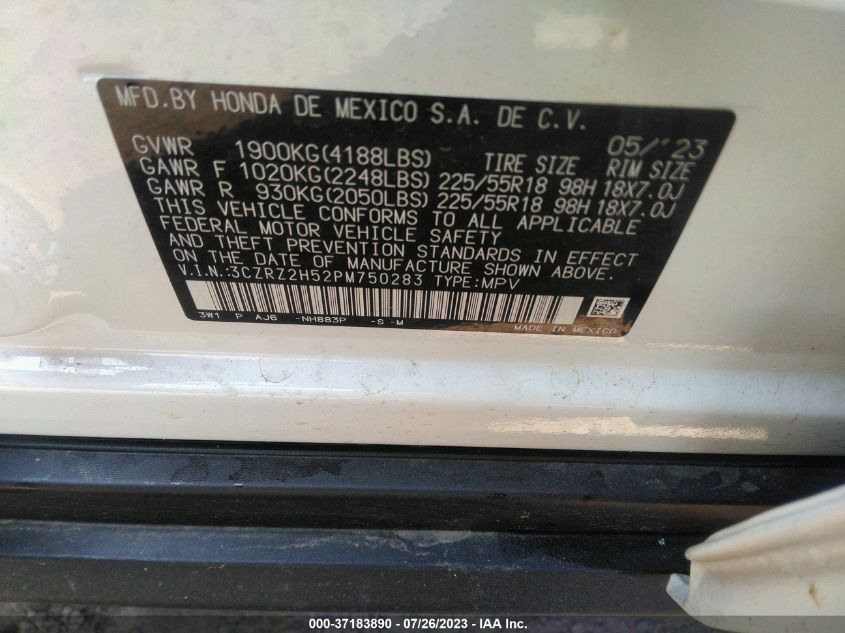 MFD.BY HONDA DE MEXICO S.A. DE C.V.
05/'23
GVWR 1900KG(4188LBS) TIRE SIZE RIM SIZE
GAWR F 1020KG(2248LBS) 225/55R18 98H 18X7.0J
GAWR R 930KG(2050LBS) 225/55R18 98H 18X7.0J
THIS VEHICLE CONFORMS TO ALL APPLICABLE
FEDERAL MOTOR VEHICLE SAFETY
AND THEFT PREVENTION STANDARDS IN EFFECT
ON THE DATE OF MANUFACTURE SHOWN ABOVE.
V.I.N.:3CZRZ2H52PM750283 TYPE:MPV
3W1 P AJ6 -NH883P -S -M
MADE IN MEXICO
000-37183890 - 07/26/2023 - IAA Inc.